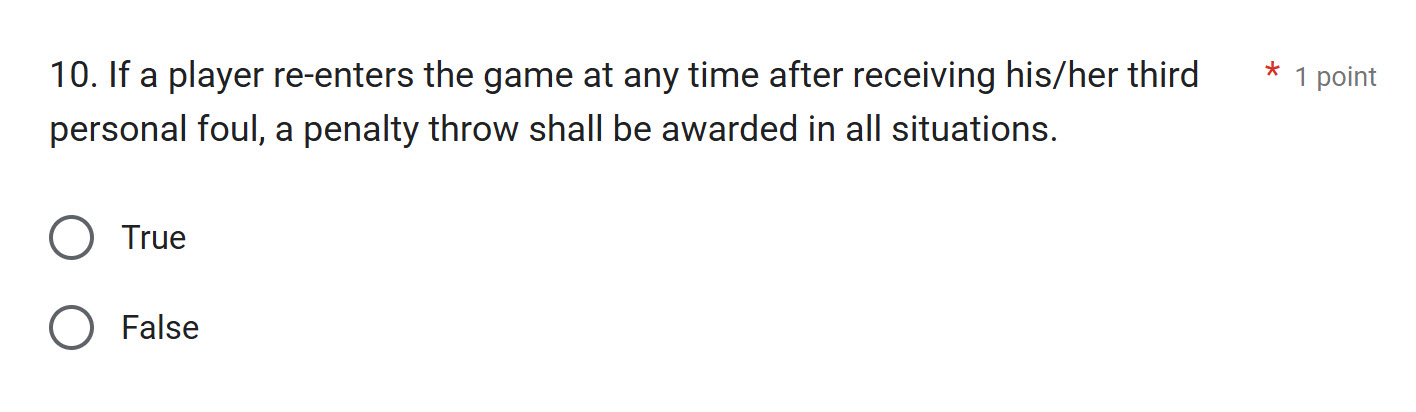 10. If a player re-enters the game at any time after receiving his/her third * 1 point
personal foul, a penalty throw shall be awarded in all situations.
True
False